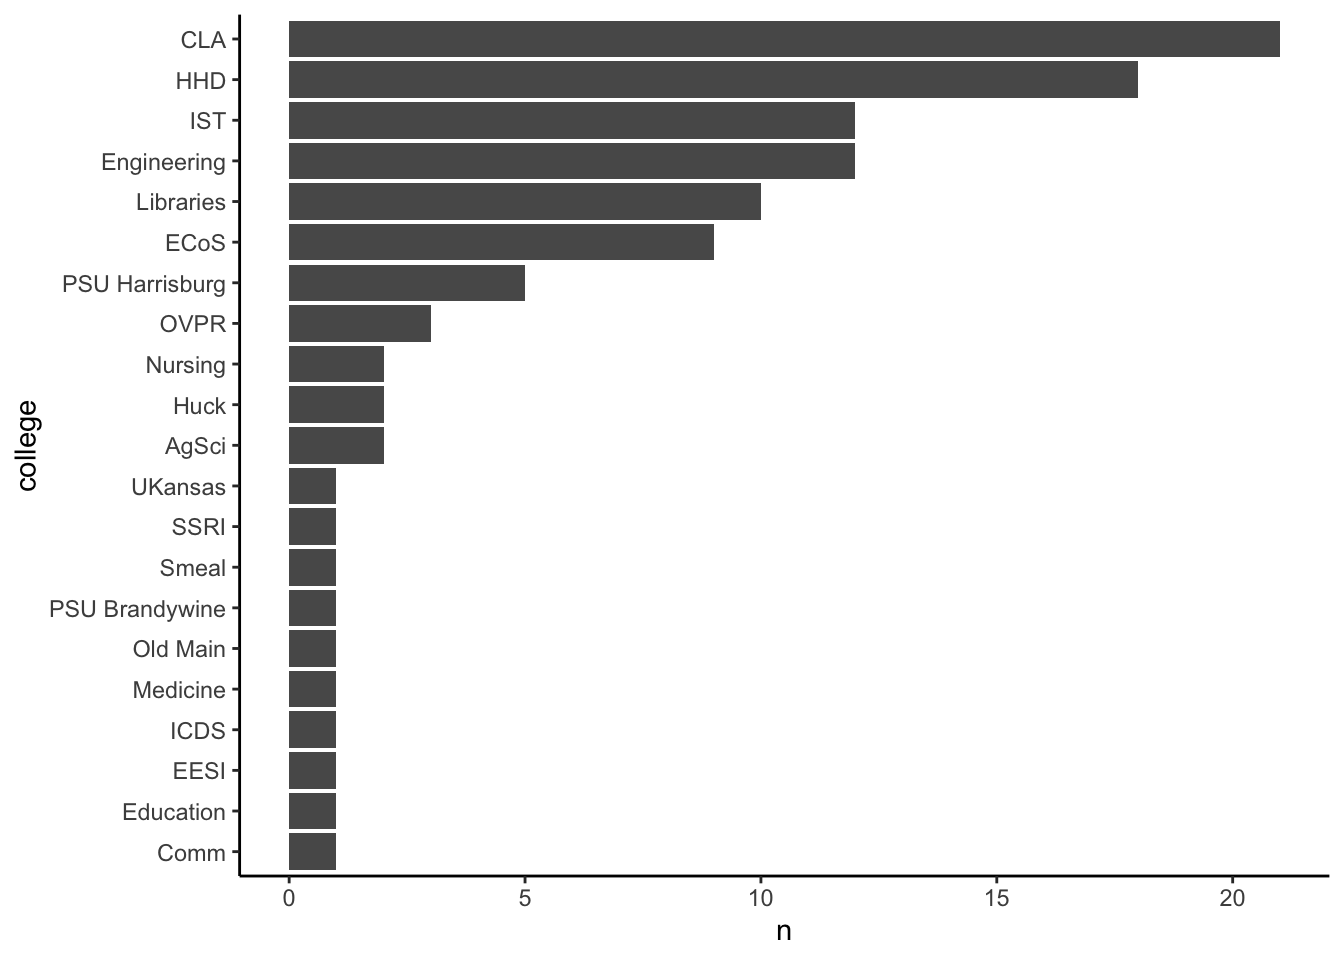 CLA
HHD
IST
Engineering
Libraries
ECoS
PSU Harrisburg
OVPR
Nursing
Huck
AgSci
UKansas
SSRI
Smeal
PSU Brandywine
Old Main
Medicine
ICDS
EESI
Education
Comm
college
0 5 10 15 20
n